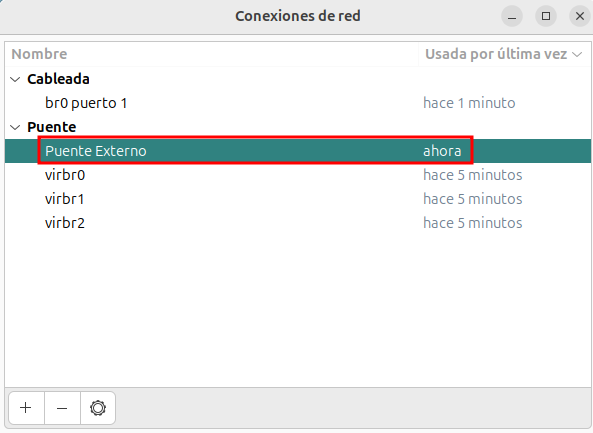 Conexiones de red
Nombre Usada por última vez
Cableada
br0 puerto 1 hace 1 minuto
Puente
Puente Externo ahora
virbr0 hace 5 minutos
virbr1 hace 5 minutos
virbr2 hace 5 minutos